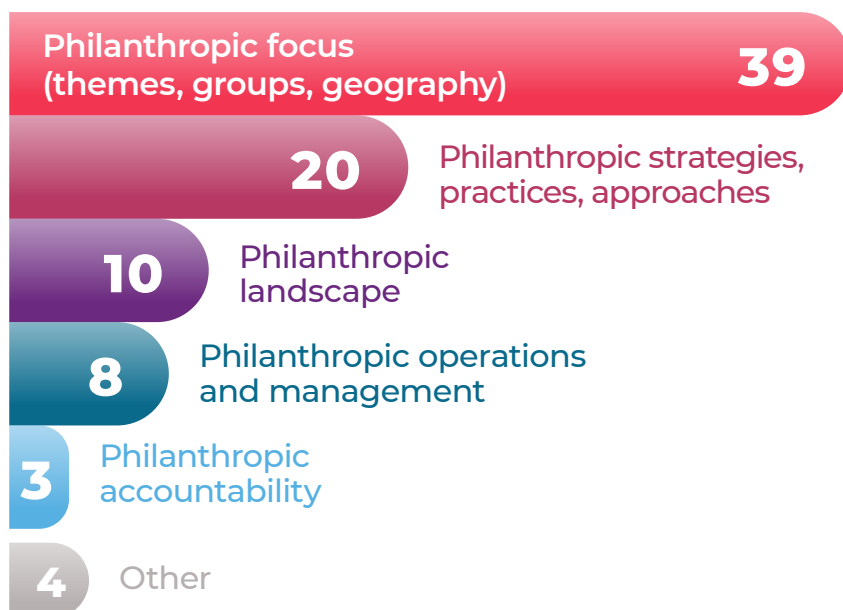 Philanthropic focus
(themes, groups, geography)
39
20
Philanthropic strategies,
practices, approaches
10
Philanthropic
landscape
8
Philanthropic operations
and management
3
Philanthropic
accountability
4
Other